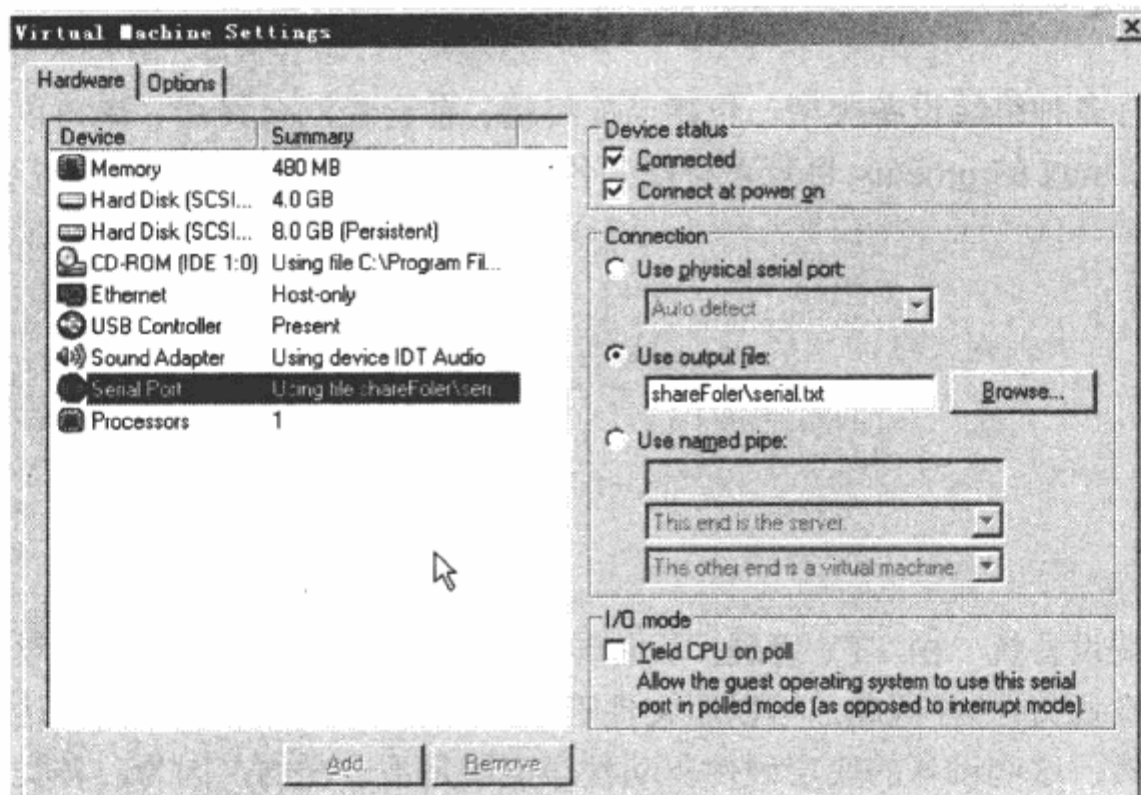 Virtual Machine Settings
Hardware Options
Device Summary
Memory 480 MB
Hard Disk (SCSI... 4.0 GB
Hard Disk (SCSI... 8.0 GB (Persistent)
CD-ROM (IDE 1:0) Using file C:\Program Fil...
Ethernet Host-only
USB Controller Present
Sound Adapter Using device IDT Audio
Serial Port Using file shareFoler\seri
Processors 1
Add... Remove
Device status
Connected
Connect at power on
Connection
Use physical serial port:
Auto detect
Use output file:
shareFoler\serial.txt Browse...
Use named pipe:
This end is the server.
The other end is a virtual machine.
I/O mode
Yield CPU on poll
Allow the guest operating system to use this serial
port in polled mode (as opposed to interrupt mode).